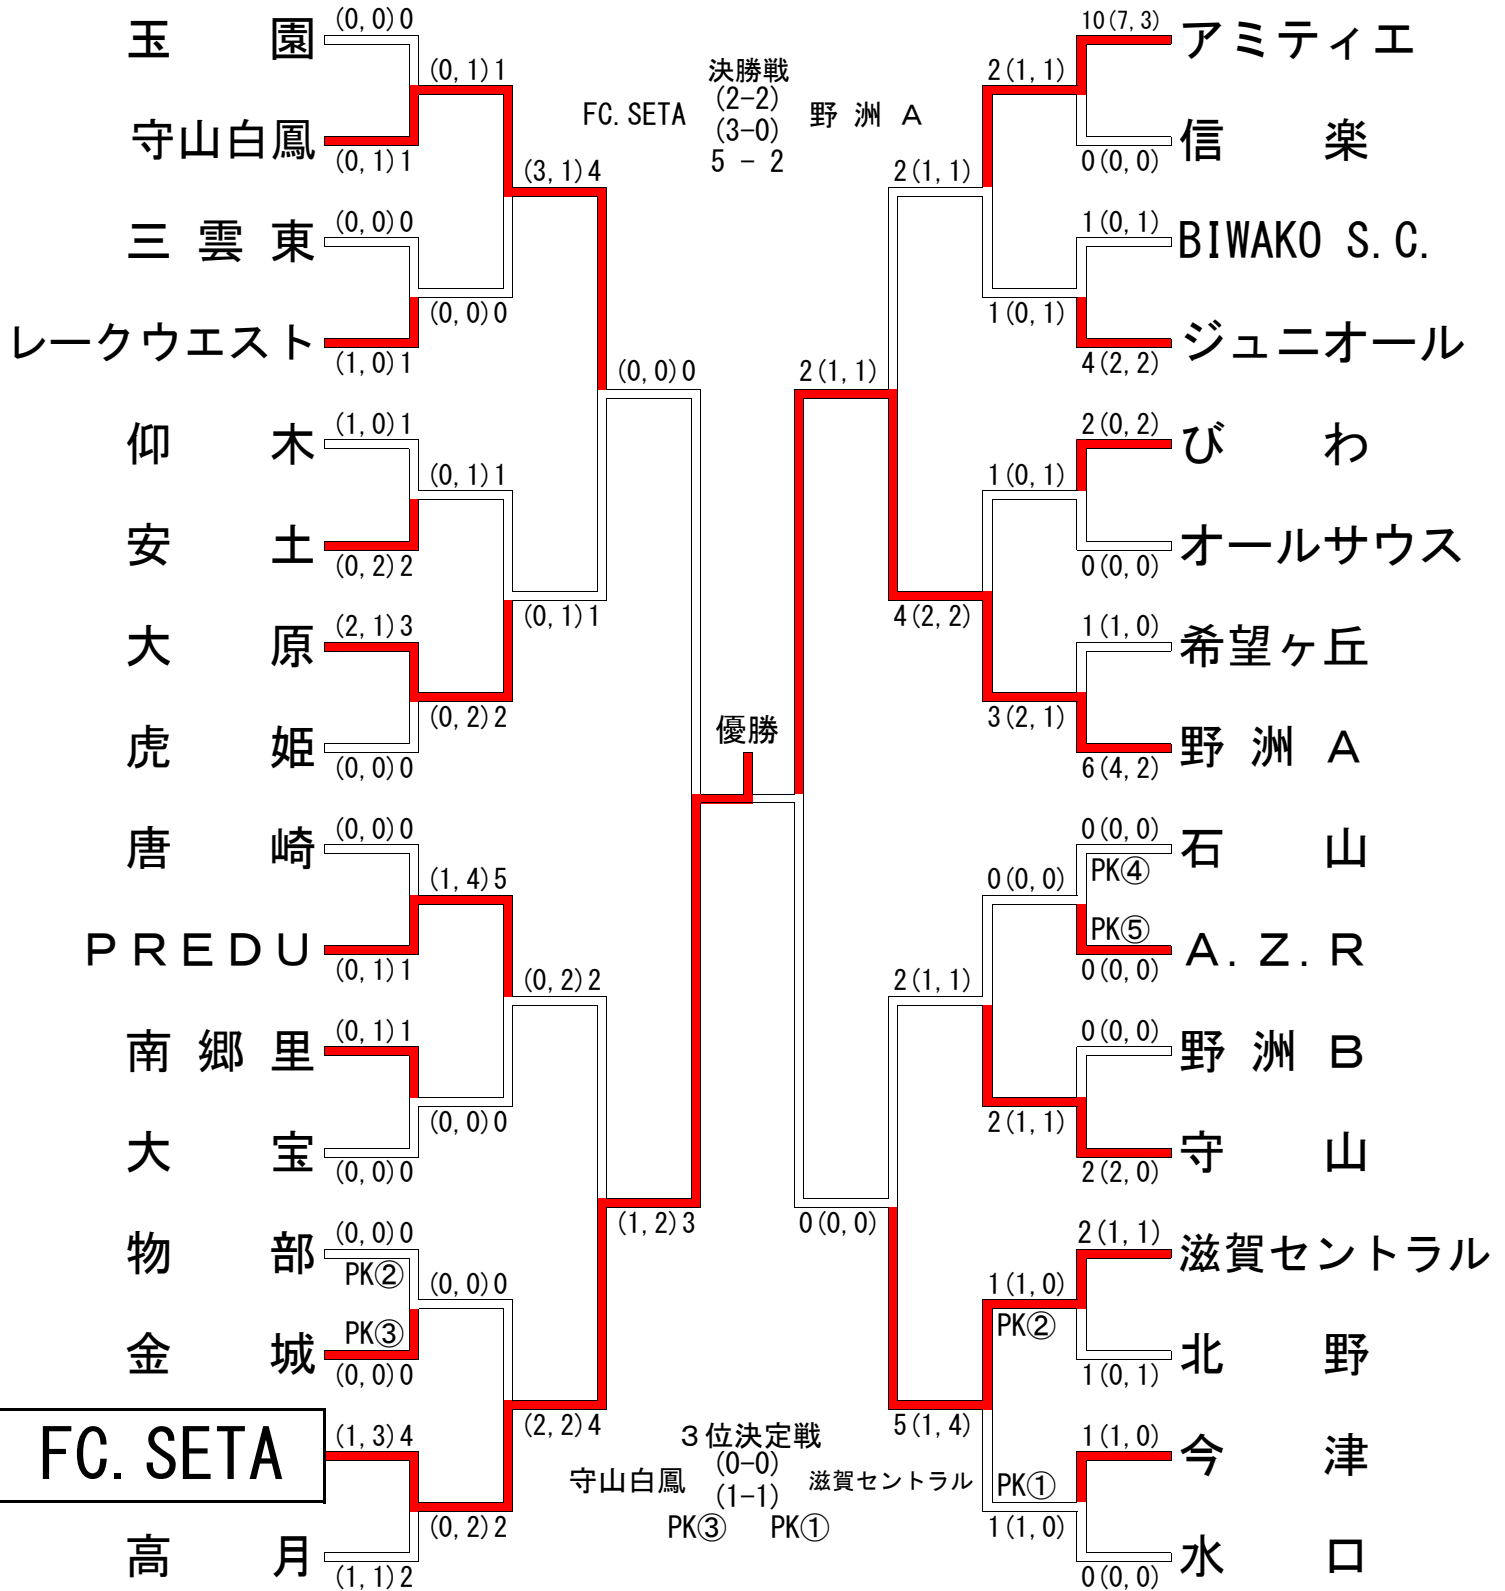 玉園 (0,0)0
守山白鳳 (0,1)1
(0,1)1
三雲東 (0,0)0
レークウエスト (1,0)1
(0,0)0
(3,1)4
仰木 (1,0)1
安土 (0,2)2
(0,1)1
大原 (2,1)3
虎姫 (0,0)0
(0,2)2
(0,1)1
(0,0)0
唐崎 (0,0)0
PREDU (0,1)1
(1,4)5
南郷里 (0,1)1
大宝 (0,0)0
(0,0)0
(0,2)2
物部 (0,0)0
PK②
金城 PK③
(0,0)0
(0,0)0
FC.SETA (1,3)4
高月 (1,1)2
(0,2)2
(2,2)4
(1,2)3
決勝戦
FC.SETA (2-2) 野洲A
(3-0)
5 - 2
優勝
3位決定戦
守山白鳳 (0-0) 滋賀セントラル
(1-1)
PK③ PK①
10(7,3) アミティエ
0(0,0) 信楽
2(1,1)
1(0,1) BIWAKO S.C.
4(2,2) ジュニオール
1(0,1)
2(1,1)
2(0,2) びわ
0(0,0) オールサウス
1(0,1)
1(1,0) 希望ヶ丘
6(4,2) 野洲A
3(2,1)
4(2,2)
2(1,1)
0(0,0) 石山
PK④
PK⑤ A.Z.R
0(0,0)
0(0,0)
0(0,0) 野洲B
2(2,0) 守山
2(1,1)
2(1,1)
2(1,1) 滋賀セントラル
1(0,1) 北野
1(1,0)
PK②
1(1,0) 今津
0(0,0) 水口
PK①
1(1,0)
5(1,4)
0(0,0)